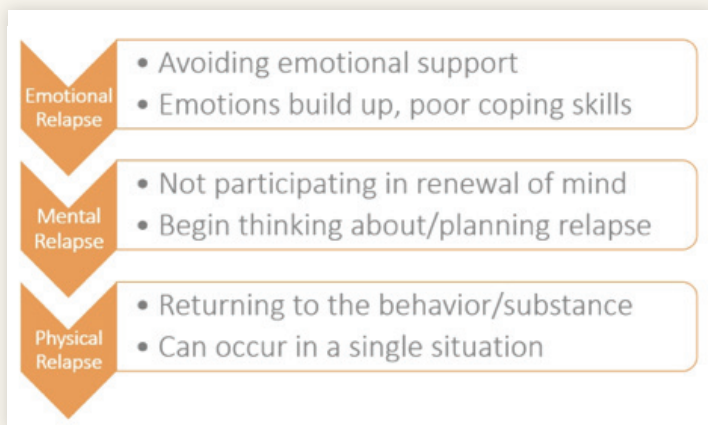 Emotional
Relapse
• Avoiding emotional support
• Emotions build up, poor coping skills
Mental
Relapse
• Not participating in renewal of mind
• Begin thinking about/planning relapse
Physical
Relapse
• Returning to the behavior/substance
• Can occur in a single situation